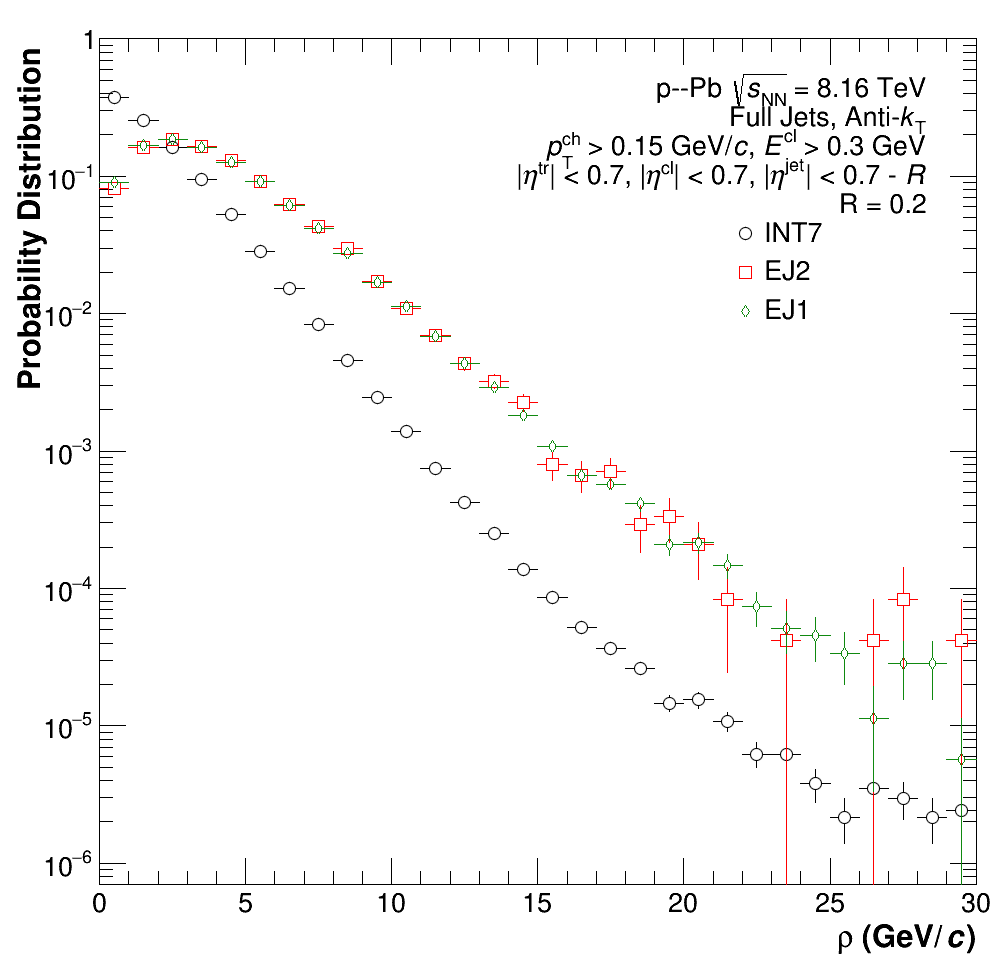 Probability Distribution
1
10⁻¹
10⁻²
10⁻³
10⁻⁴
10⁻⁵
10⁻⁶
p--Pb √s_NN = 8.16 TeV
Full Jets, Anti-k_T
p_T^ch > 0.15 GeV/c, E^cl > 0.3 GeV
|η^tr| < 0.7, |η^cl| < 0.7, |η^jet| < 0.7 - R
R = 0.2
INT7
EJ2
EJ1
0 5 10 15 20 25 30
ρ (GeV/c)